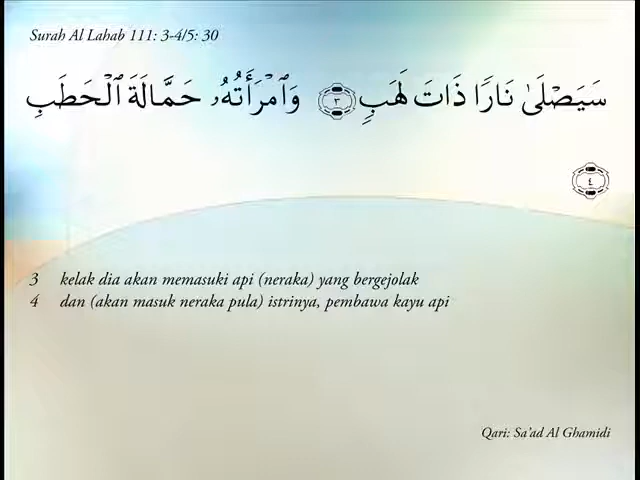 Surah Al Lahab 111: 3-4/5: 30
سَيَصْلَىٰ نَارًا ذَاتَ لَهَبٍ ٣ وَٱمْرَأَتُهُۥ حَمَّالَةَ ٱلْحَطَبِ
٤
3 kelak dia akan memasuki api (neraka) yang bergejolak
4 dan (akan masuk neraka pula) istrinya, pembawa kayu api
Qari: Sa'ad Al Ghamidi